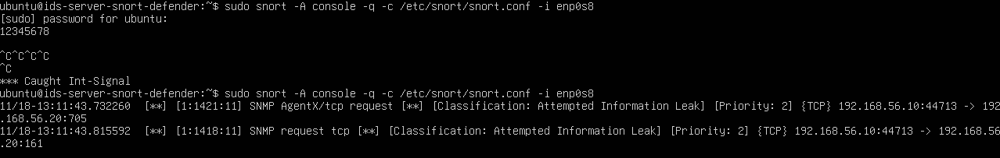 ubuntu@ids-server-snort-defender:~$ sudo snort -A console -q -c /etc/snort/snort.conf -i enp0s8
[sudo] password for ubuntu:
12345678
^C^C^C^C
^C
*** Caught Int-Signal
ubuntu@ids-server-snort-defender:~$ sudo snort -A console -q -c /etc/snort/snort.conf -i enp0s8
11/18-13:11:43.732260  [**] [1:1421:11] SNMP AgentX/tcp request [**] [Classification: Attempted Information Leak] [Priority: 2] {TCP} 192.168.56.10:44713 -> 192
.168.56.20:705
11/18-13:11:43.815592  [**] [1:1418:11] SNMP request tcp [**] [Classification: Attempted Information Leak] [Priority: 2] {TCP} 192.168.56.10:44713 -> 192.168.56
.20:161